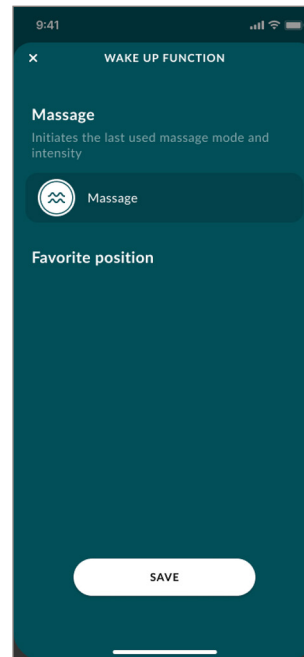 9:41
WAKE UP FUNCTION
Massage
Initiates the last used massage mode and
intensity
Massage
Favorite position
SAVE